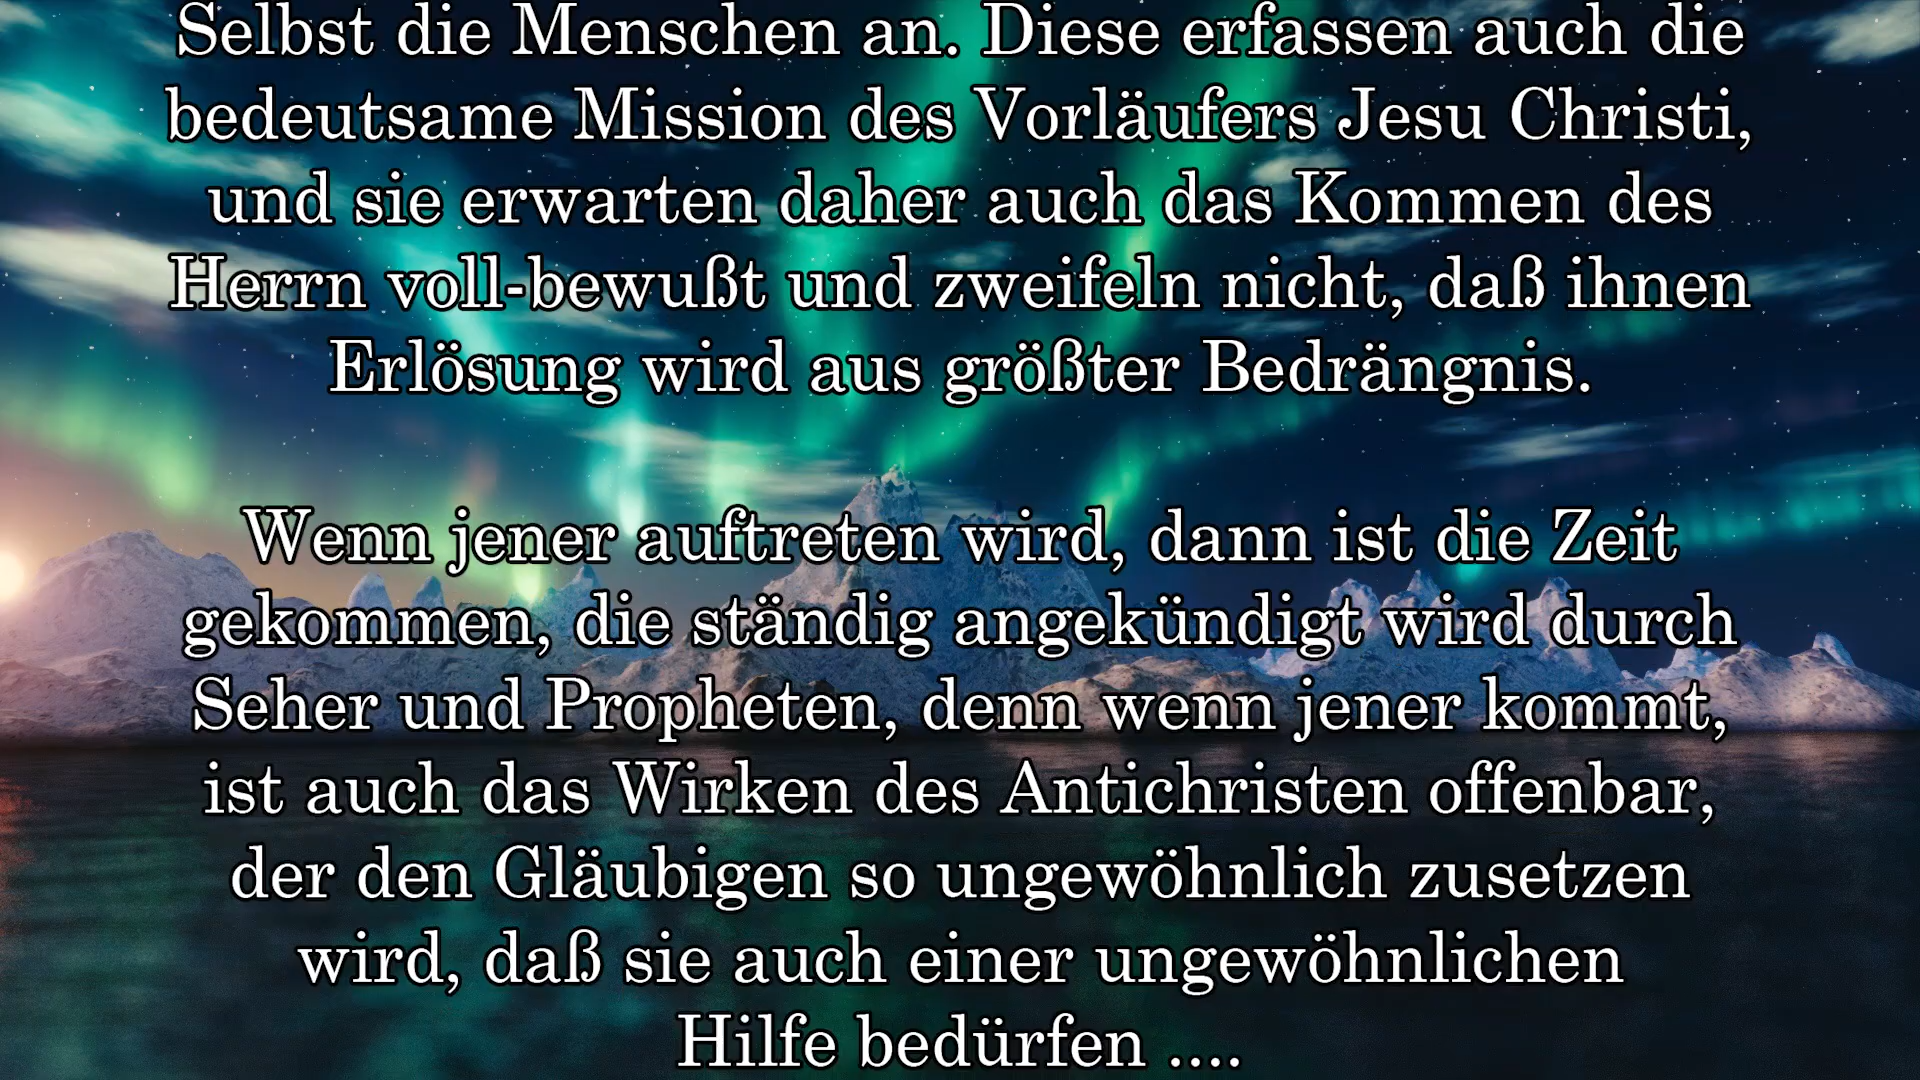 Selbst die Menschen an. Diese erfassen auch die
bedeutsame Mission des Vorläufers Jesu Christi,
und sie erwarten daher auch das Kommen des
Herrn voll-bewußt und zweifeln nicht, daß ihnen
Erlösung wird aus größter Bedrängnis.
Wenn jener auftreten wird, dann ist die Zeit
gekommen, die ständig angekündigt wird durch
Seher und Propheten, denn wenn jener kommt,
ist auch das Wirken des Antichristen offenbar,
der den Gläubigen so ungewöhnlich zusetzen
wird, daß sie auch einer ungewöhnlichen
Hilfe bedürfen ....